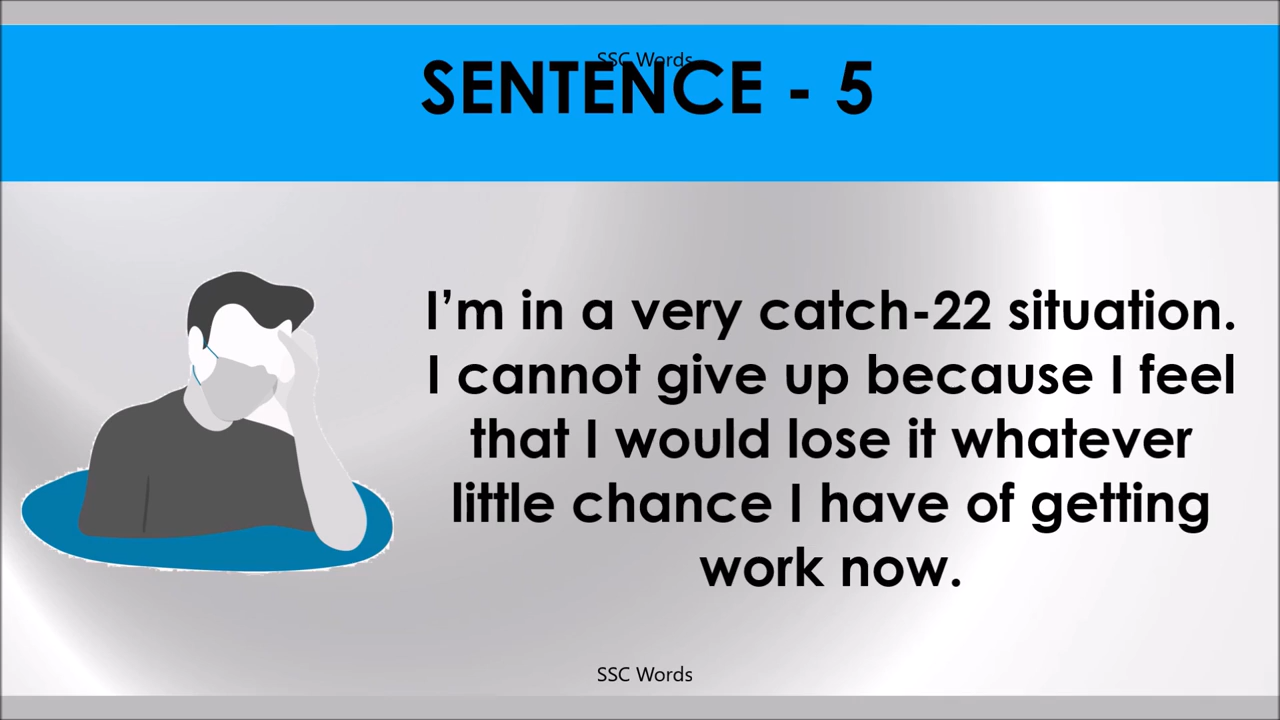 SSC Words
SENTENCE - 5
I’m in a very catch-22 situation.
I cannot give up because I feel
that I would lose it whatever
little chance I have of getting
work now.
SSC Words